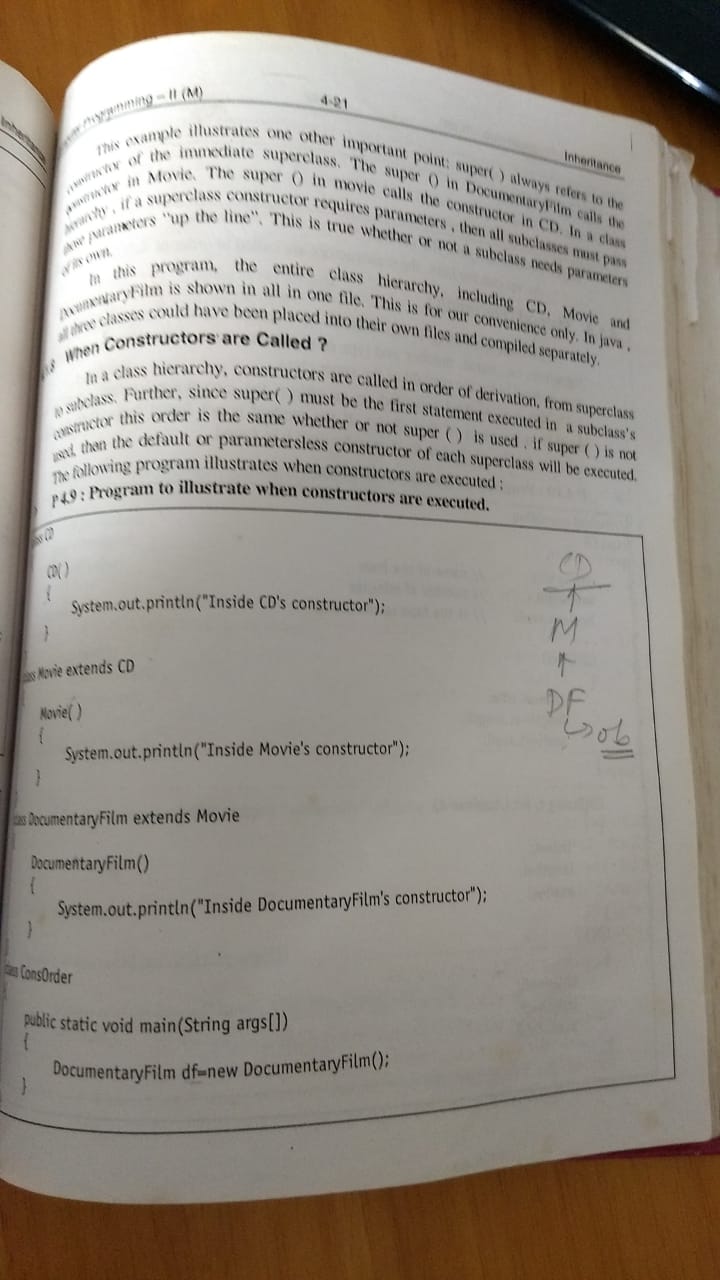 Programming – II (M)
4-21
Inheritance
This example illustrates one other important point: super( ) always refers to the
constructor of the immediate superclass. The super () in DocumentaryFilm calls the
constructor in Movie. The super () in movie calls the constructor in CD. In a class
hierarchy , if a superclass constructor requires parameters , then all subclasses must pass
those parameters "up the line". This is true whether or not a subclass needs parameters
of its own.
In this program, the entire class hierarchy, including CD, Movie and
DocumentaryFilm is shown in all in one file. This is for our convenience only. In java ,
all three classes could have been placed into their own files and compiled separately.
When Constructors are Called ?
In a class hierarchy, constructors are called in order of derivation, from superclass
to subclass. Further, since super( ) must be the first statement executed in a subclass's
constructor this order is the same whether or not super ( ) is used . if super ( ) is not
used, then the default or parametersless constructor of each superclass will be executed.
The following program illustrates when constructors are executed :
P 4.9 : Program to illustrate when constructors are executed.
class CD
CD( )
{
System.out.println("Inside CD's constructor");
}
class Movie extends CD
Movie( )
{
System.out.println("Inside Movie's constructor");
}
class DocumentaryFilm extends Movie
DocumentaryFilm()
{
System.out.println("Inside DocumentaryFilm's constructor");
}
class ConsOrder
public static void main(String args[])
{
DocumentaryFilm df=new DocumentaryFilm();
}
CD
M
DF
ob